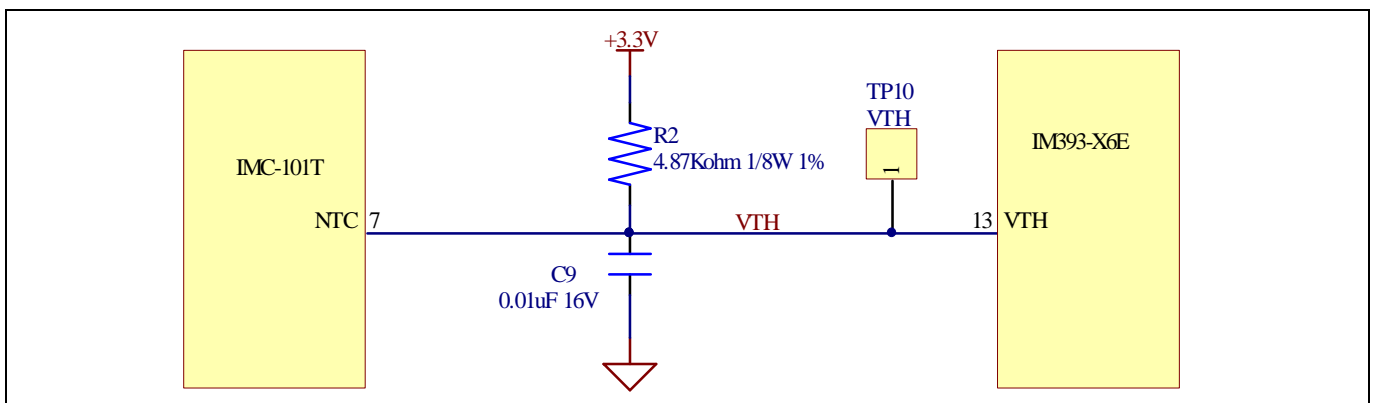 +3.3V
TP10
VTH
R2
4.87Kohm 1/8W 1%
IMC-101T
IM393-X6E
1
NTC 7
VTH
13 VTH
C9
0.01uF 16V